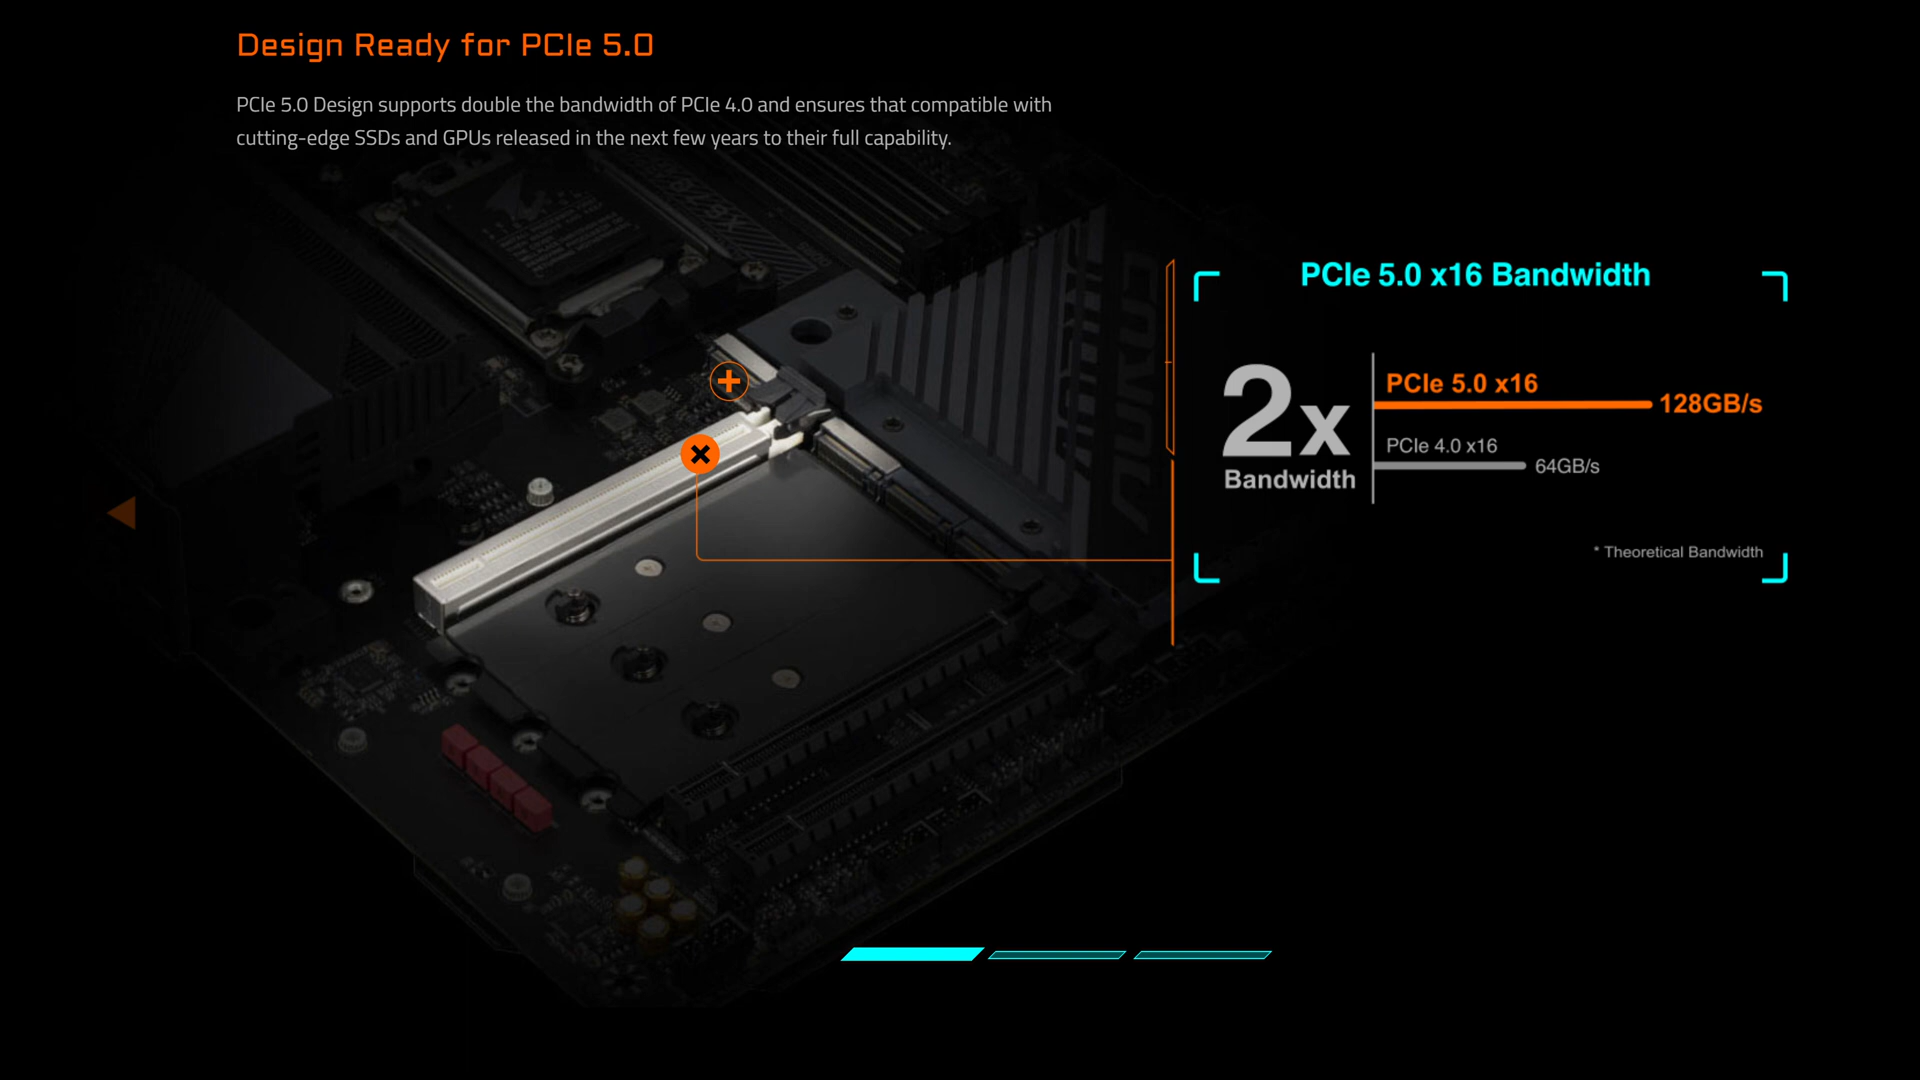 Design Ready for PCIe 5.0
PCIe 5.0 Design supports double the bandwidth of PCIe 4.0 and ensures that compatible with
cutting-edge SSDs and GPUs released in the next few years to their full capability.
PCIe 5.0 x16 Bandwidth
2x
Bandwidth
PCIe 5.0 x16
128GB/s
PCIe 4.0 x16
64GB/s
* Theoretical Bandwidth